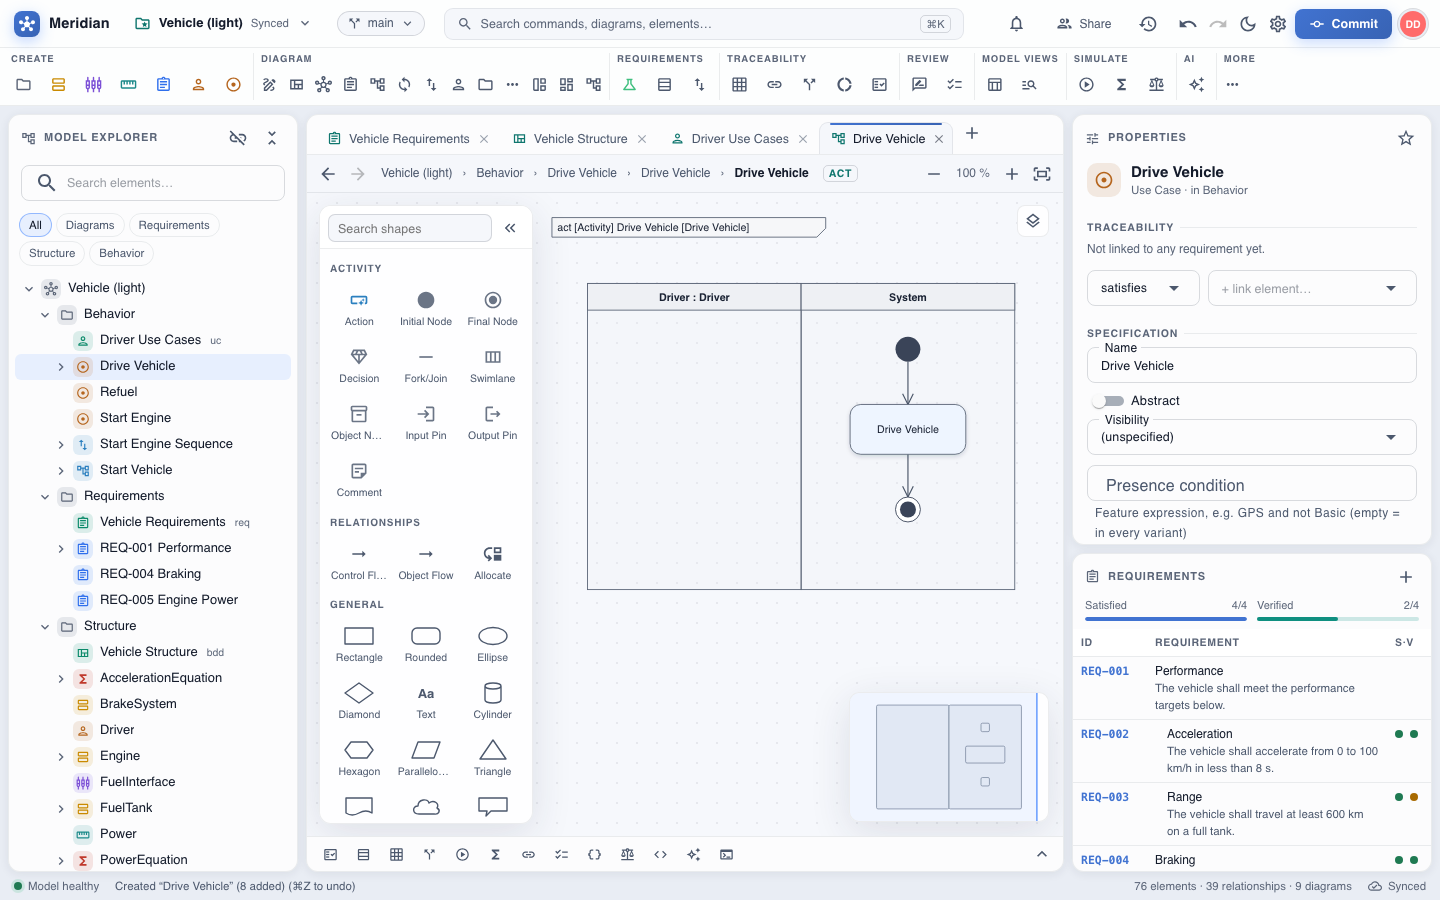 Meridian
Vehicle (light) Synced
main
Search commands, diagrams, elements...
⌘K
Share
Commit
DD
CREATE
DIAGRAM
REQUIREMENTS
TRACEABILITY
REVIEW
MODEL VIEWS
SIMULATE
AI
MORE
MODEL EXPLORER
Search elements...
All
Diagrams
Requirements
Structure
Behavior
Vehicle (light)
Behavior
Driver Use Cases uc
Drive Vehicle
Refuel
Start Engine
Start Engine Sequence
Start Vehicle
Requirements
Vehicle Requirements req
REQ-001 Performance
REQ-004 Braking
REQ-005 Engine Power
Structure
Vehicle Structure bdd
AccelerationEquation
BrakeSystem
Driver
Engine
FuelInterface
FuelTank
Power
PowerEquation
Vehicle Requirements
Vehicle Structure
Driver Use Cases
Drive Vehicle
Vehicle (light) › Behavior › Drive Vehicle › Drive Vehicle › Drive Vehicle ACT
100 %
Search shapes
ACTIVITY
Action
Initial Node
Final Node
Decision
Fork/Join
Swimlane
Object N...
Input Pin
Output Pin
Comment
RELATIONSHIPS
Control Fl...
Object Flow
Allocate
GENERAL
Rectangle
Rounded
Ellipse
Diamond
Aa
Text
Cylinder
Hexagon
Parallelo...
Triangle
act [Activity] Drive Vehicle [Drive Vehicle]
Driver : Driver
System
Drive Vehicle
PROPERTIES
Drive Vehicle
Use Case · in Behavior
TRACEABILITY
Not linked to any requirement yet.
satisfies
+ link element...
SPECIFICATION
Name
Drive Vehicle
Abstract
Visibility
(unspecified)
Presence condition
Feature expression, e.g. GPS and not Basic (empty =
in every variant)
REQUIREMENTS
Satisfied 4/4
Verified 2/4
ID REQUIREMENT S·V
REQ-001 Performance
The vehicle shall meet the performance
targets below.
REQ-002 Acceleration
The vehicle shall accelerate from 0 to 100
km/h in less than 8 s.
REQ-003 Range
The vehicle shall travel at least 600 km
on a full tank.
REQ-004 Braking
Model healthy
Created “Drive Vehicle” (8 added) (⌘Z to undo)
76 elements · 39 relationships · 9 diagrams
Synced